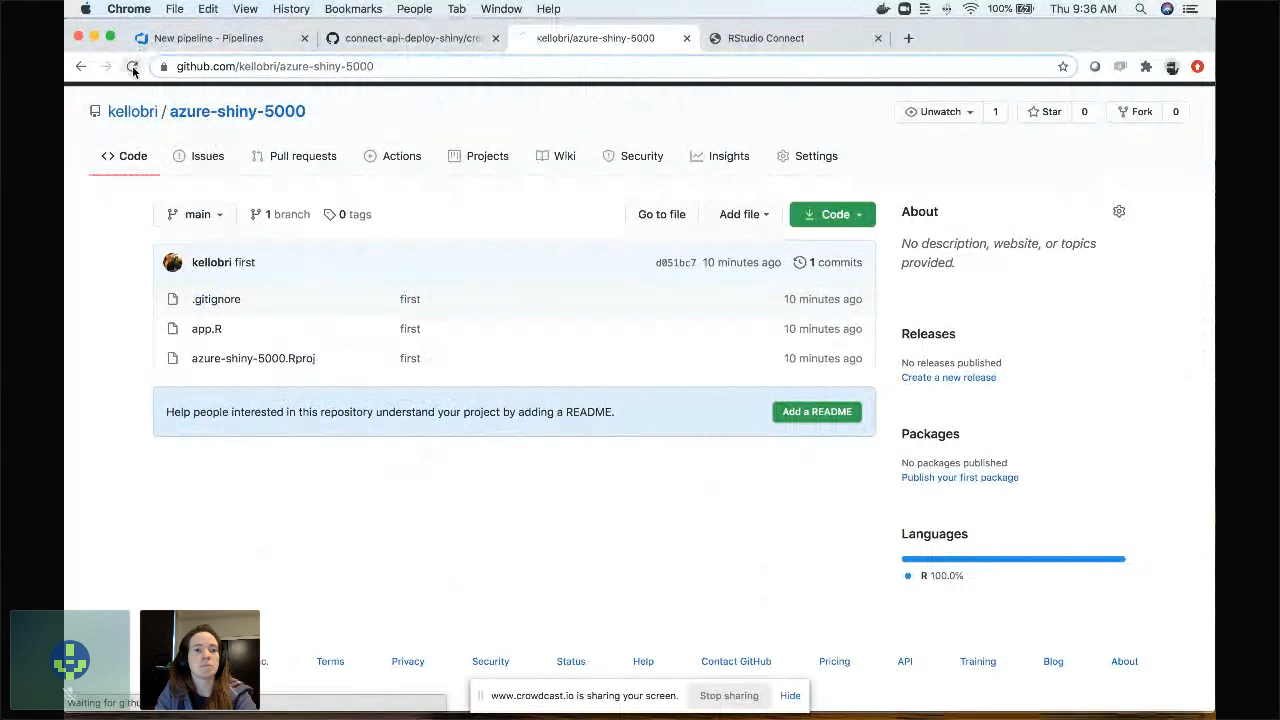 Chrome File Edit View History Bookmarks People Tab Window Help 100% Thu 9:36 AM
New pipeline - Pipelines connect-api-deploy-shiny/cre kellobri/azure-shiny-5000 RStudio Connect
github.com/kellobri/azure-shiny-5000
kellobri / azure-shiny-5000 Unwatch 1 Star 0 Fork 0
Code Issues Pull requests Actions Projects Wiki Security Insights Settings
main 1 branch 0 tags Go to file Add file Code
kellobri first d051bc7 10 minutes ago 1 commits
.gitignore first 10 minutes ago
app.R first 10 minutes ago
azure-shiny-5000.Rproj first 10 minutes ago
Help people interested in this repository understand your project by adding a README. Add a README
About
No description, website, or topics
provided.
Releases
No releases published
Create a new release
Packages
No packages published
Publish your first package
Languages
R 100.0%
c. Terms Privacy Security Status Help Contact GitHub Pricing API Training Blog About
www.crowdcast.io is sharing your screen. Stop sharing Hide
Waiting for githu